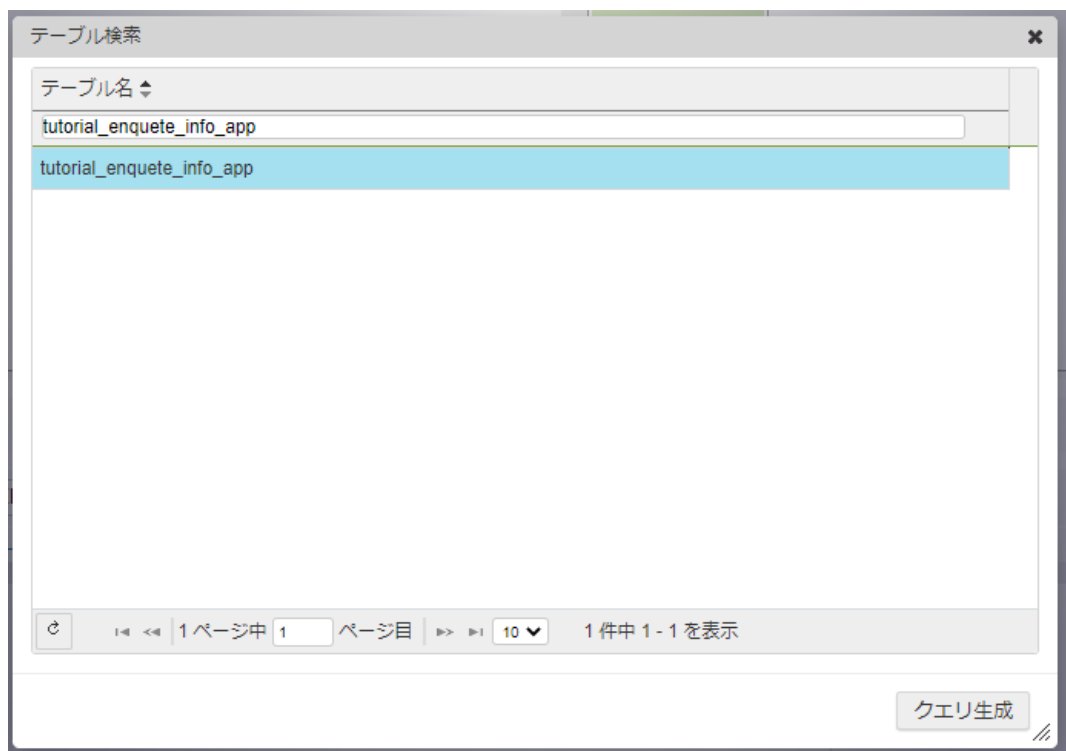 テーブル検索
テーブル名
tutorial_enquete_info_app
tutorial_enquete_info_app
1 ページ中 1 ページ目 10 1 件中 1 - 1 を表示
クエリ生成